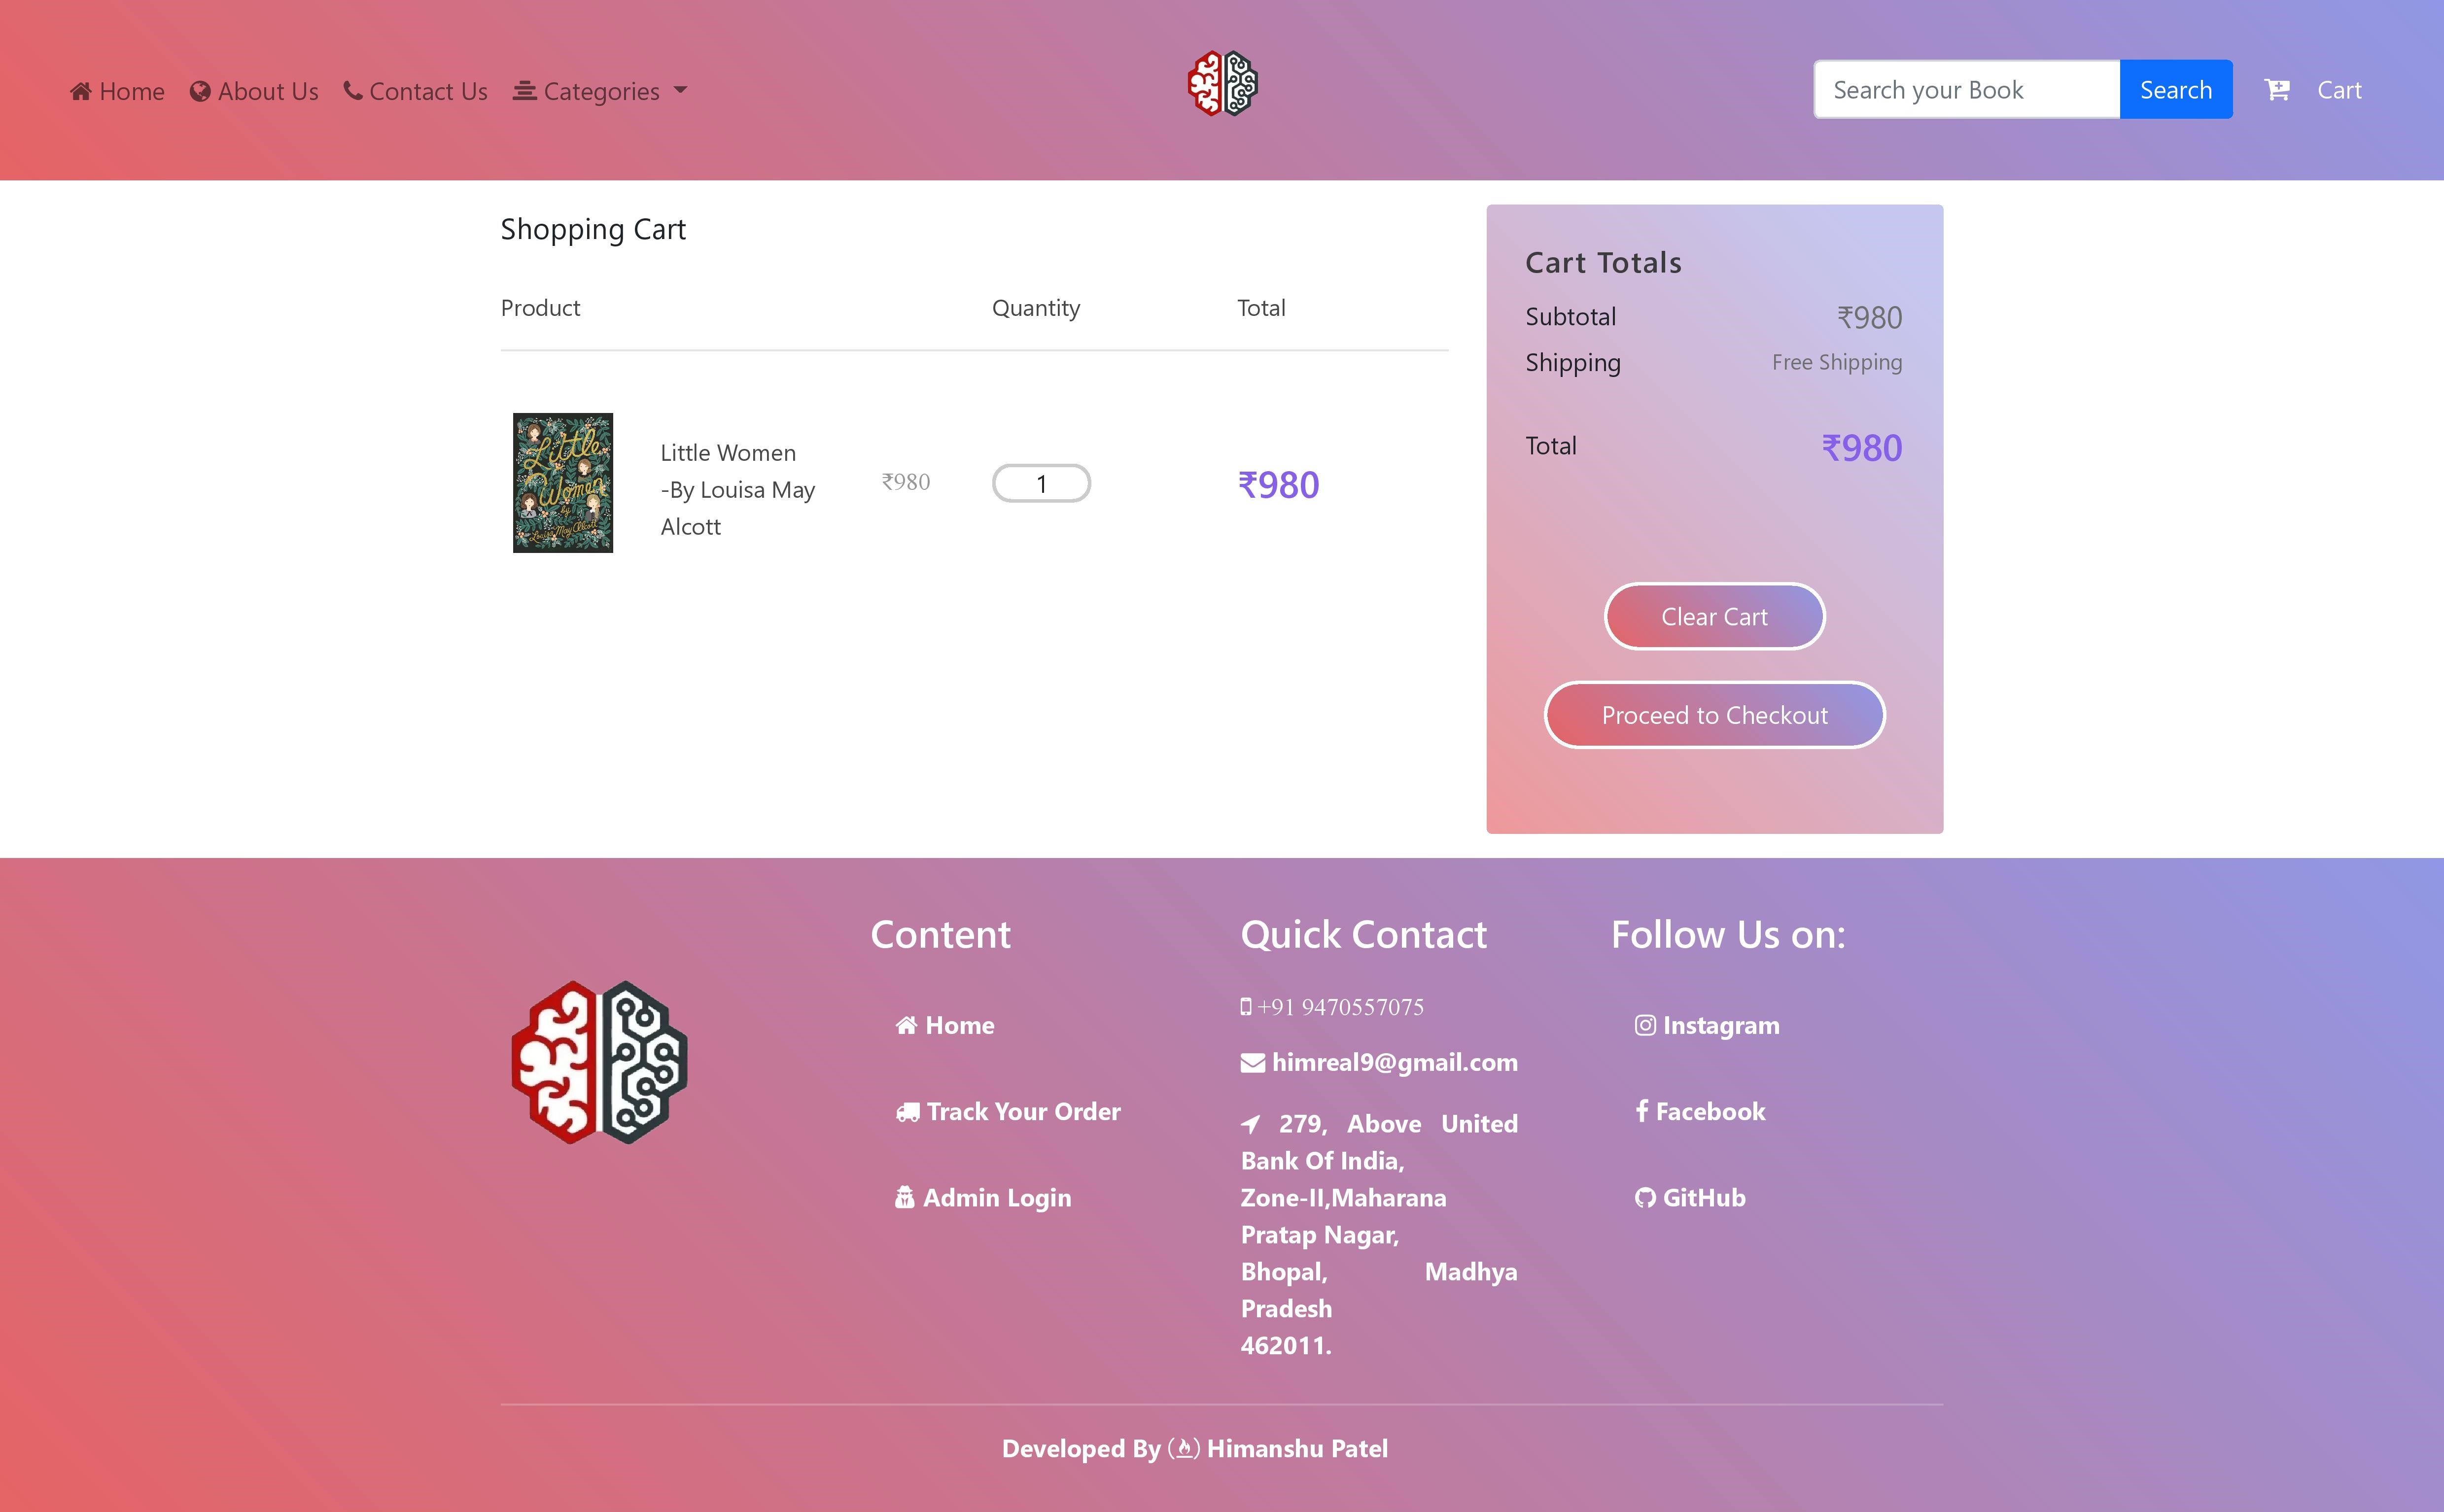 Home About Us Contact Us Categories
Search your Book Search Cart
Shopping Cart
Product Quantity Total
Little Women
by
Louisa May Alcott
Little Women
-By Louisa May
Alcott
₹980
1
₹980
Cart Totals
Subtotal ₹980
Shipping Free Shipping
Total ₹980
Clear Cart
Proceed to Checkout
Content
Home
Track Your Order
Admin Login
Quick Contact
+91 9470557075
himreal9@gmail.com
279, Above United
Bank Of India,
Zone-II,Maharana
Pratap Nagar,
Bhopal, Madhya
Pradesh
462011.
Follow Us on:
Instagram
Facebook
GitHub
Developed By Himanshu Patel